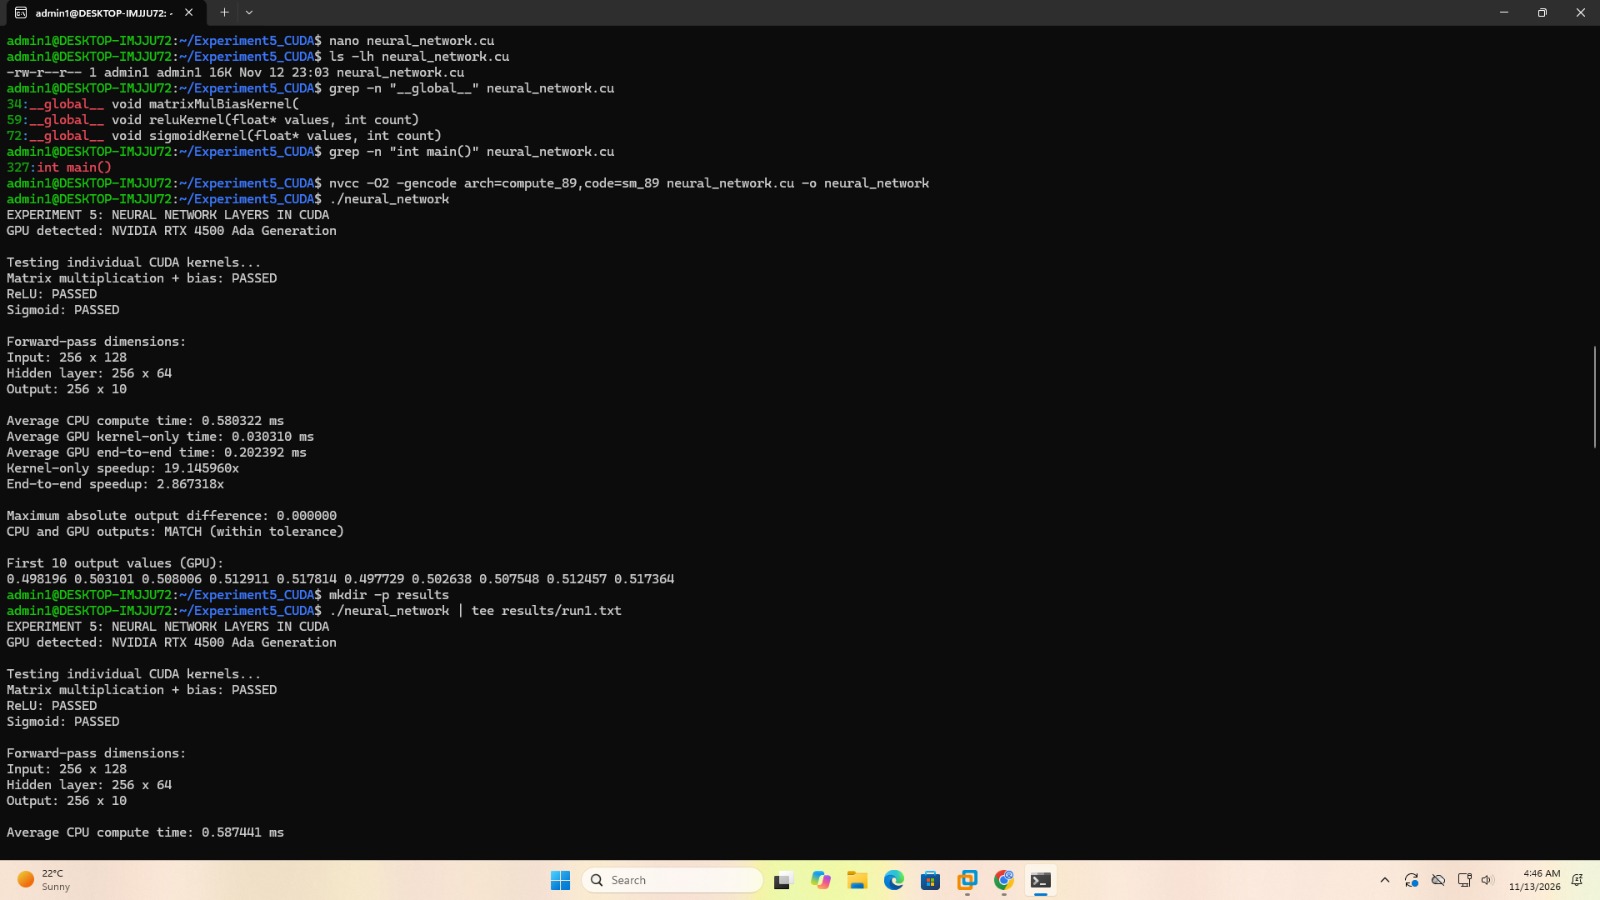 admin1@DESKTOP-IMJJU72: ~
admin1@DESKTOP-IMJJU72:~/Experiment5_CUDA$ nano neural_network.cu
admin1@DESKTOP-IMJJU72:~/Experiment5_CUDA$ ls -lh neural_network.cu
-rw-r--r-- 1 admin1 admin1 16K Nov 12 23:03 neural_network.cu
admin1@DESKTOP-IMJJU72:~/Experiment5_CUDA$ grep -n "__global__" neural_network.cu
34:__global__ void matrixMulBiasKernel(
59:__global__ void reluKernel(float* values, int count)
72:__global__ void sigmoidKernel(float* values, int count)
admin1@DESKTOP-IMJJU72:~/Experiment5_CUDA$ grep -n "int main()" neural_network.cu
327:int main()
admin1@DESKTOP-IMJJU72:~/Experiment5_CUDA$ nvcc -O2 -gencode arch=compute_89,code=sm_89 neural_network.cu -o neural_network
admin1@DESKTOP-IMJJU72:~/Experiment5_CUDA$ ./neural_network
EXPERIMENT 5: NEURAL NETWORK LAYERS IN CUDA
GPU detected: NVIDIA RTX 4500 Ada Generation
Testing individual CUDA kernels...
Matrix multiplication + bias: PASSED
ReLU: PASSED
Sigmoid: PASSED
Forward-pass dimensions:
Input: 256 x 128
Hidden layer: 256 x 64
Output: 256 x 10
Average CPU compute time: 0.580322 ms
Average GPU kernel-only time: 0.030310 ms
Average GPU end-to-end time: 0.202392 ms
Kernel-only speedup: 19.145960x
End-to-end speedup: 2.867318x
Maximum absolute output difference: 0.000000
CPU and GPU outputs: MATCH (within tolerance)
First 10 output values (GPU):
0.498196 0.503101 0.508006 0.512911 0.517814 0.497729 0.502638 0.507548 0.512457 0.517364
admin1@DESKTOP-IMJJU72:~/Experiment5_CUDA$ mkdir -p results
admin1@DESKTOP-IMJJU72:~/Experiment5_CUDA$ ./neural_network | tee results/run1.txt
EXPERIMENT 5: NEURAL NETWORK LAYERS IN CUDA
GPU detected: NVIDIA RTX 4500 Ada Generation
Testing individual CUDA kernels...
Matrix multiplication + bias: PASSED
ReLU: PASSED
Sigmoid: PASSED
Forward-pass dimensions:
Input: 256 x 128
Hidden layer: 256 x 64
Output: 256 x 10
Average CPU compute time: 0.587441 ms
22°C
Sunny
Search
4:46 AM
11/13/2026